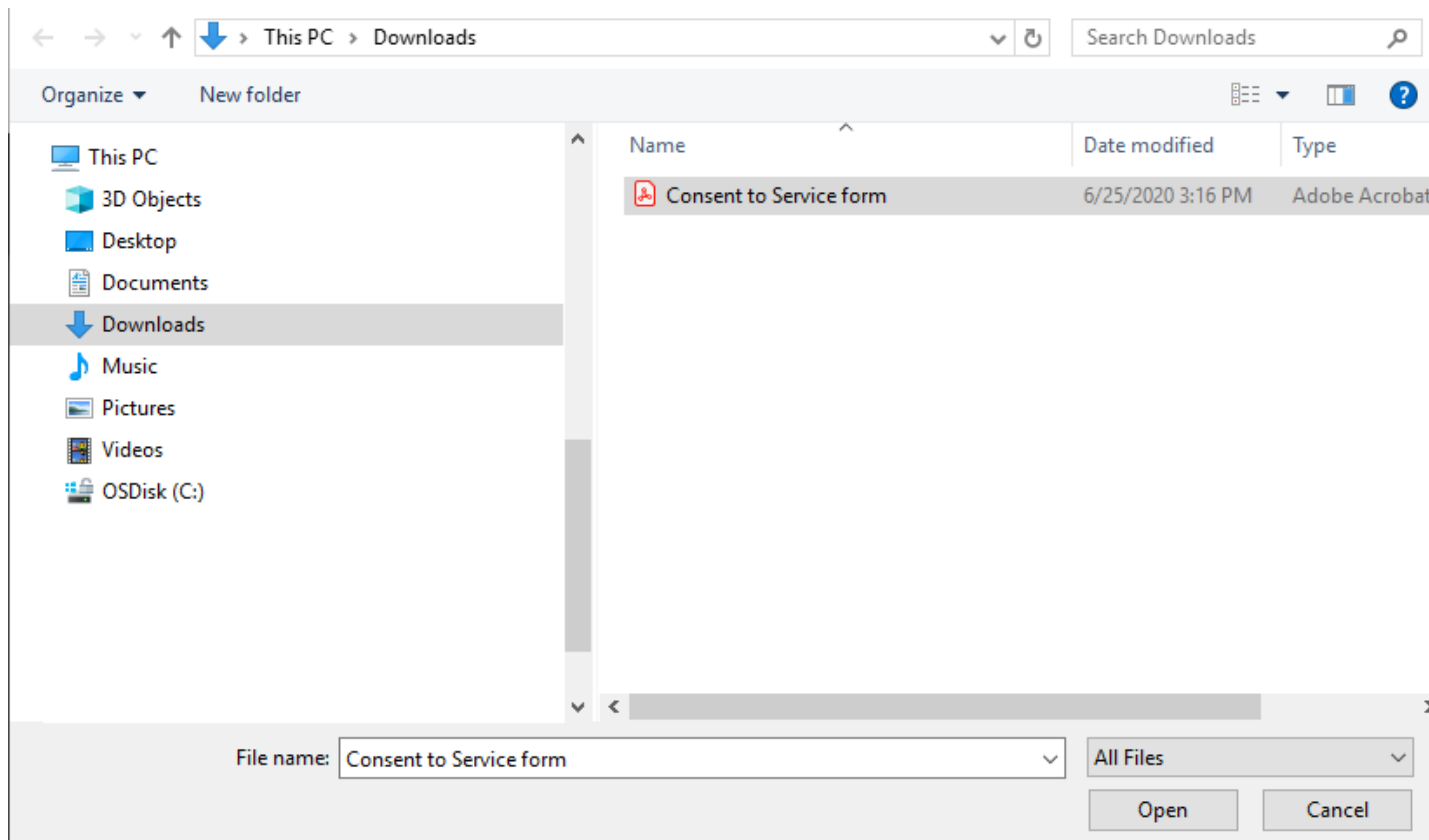 This PC > Downloads
Search Downloads
Organize
New folder
?
This PC
3D Objects
Desktop
Documents
Downloads
Music
Pictures
Videos
OSDisk (C:)
Name Date modified Type
Consent to Service form 6/25/2020 3:16 PM Adobe Acrobat
File name: Consent to Service form All Files
Open Cancel